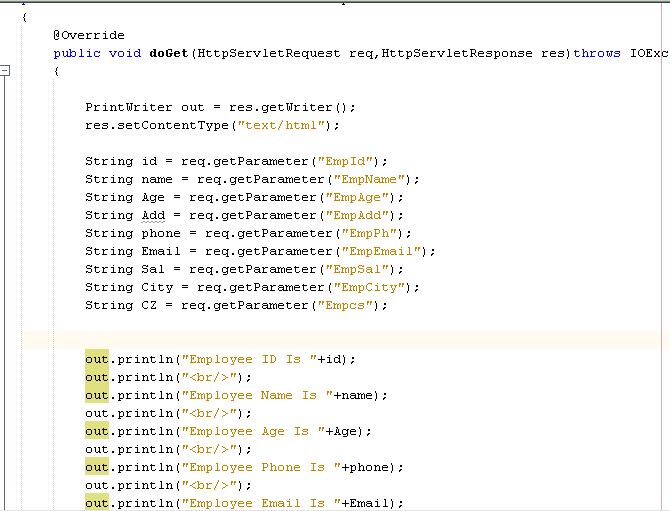 {
@Override
public void doGet(HttpServletRequest req,HttpServletResponse res)throws IOExc
{
PrintWriter out = res.getWriter();
res.setContentType("text/html");
String id = req.getParameter("EmpId");
String name = req.getParameter("EmpName");
String Age = req.getParameter("EmpAge");
String Add = req.getParameter("EmpAdd");
String phone = req.getParameter("EmpPh");
String Email = req.getParameter("EmpEmail");
String Sal = req.getParameter("EmpSal");
String City = req.getParameter("EmpCity");
String CZ = req.getParameter("Empcs");
out.println("Employee ID Is "+id);
out.println("<br/>");
out.println("Employee Name Is "+name);
out.println("<br/>");
out.println("Employee Age Is "+Age);
out.println("<br/>");
out.println("Employee Phone Is "+phone);
out.println("<br/>");
out.println("Employee Email Is "+Email);